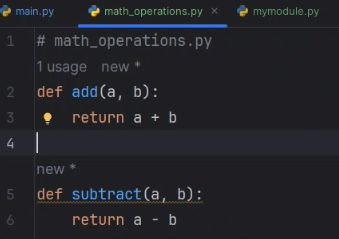 main.py math_operations.py × mymodule.py
1 # math_operations.py
1 usage new *
2 def add(a, b):
3 return a + b
4
new *
5 def subtract(a, b):
6 return a - b